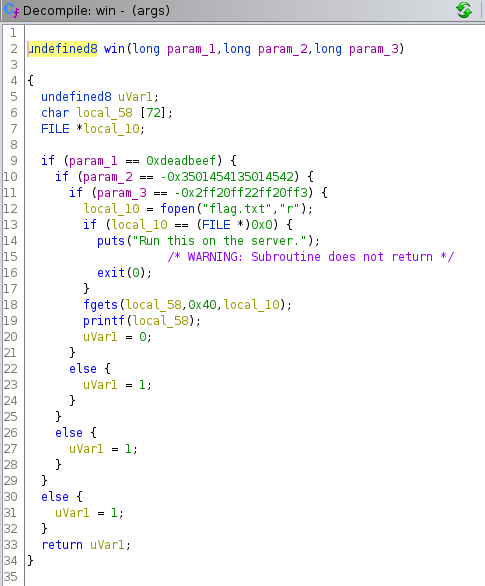 Decompile: win - (args)
1
2 undefined8 win(long param_1,long param_2,long param_3)
3
4 {
5 undefined8 uVar1;
6 char local_58 [72];
7 FILE *local_10;
8
9 if (param_1 == 0xdeadbeef) {
10 if (param_2 == -0x3501454135014542) {
11 if (param_3 == -0x2ff20ff22ff20ff3) {
12 local_10 = fopen("flag.txt","r");
13 if (local_10 == (FILE *)0x0) {
14 puts("Run this on the server.");
15 /* WARNING: Subroutine does not return */
16 exit(0);
17 }
18 fgets(local_58,0x40,local_10);
19 printf(local_58);
20 uVar1 = 0;
21 }
22 else {
23 uVar1 = 1;
24 }
25 }
26 else {
27 uVar1 = 1;
28 }
29 }
30 else {
31 uVar1 = 1;
32 }
33 return uVar1;
34 }
35